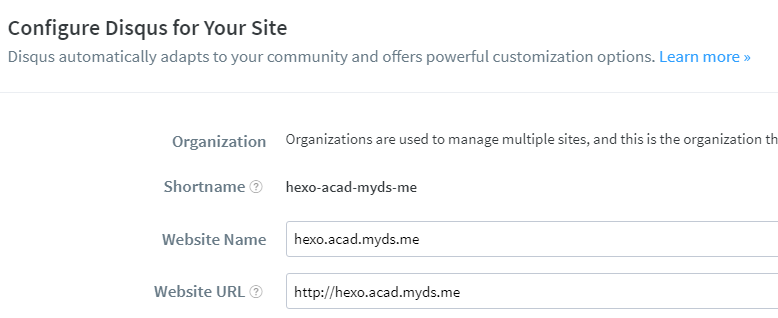 Configure Disqus for Your Site
Disqus automatically adapts to your community and offers powerful customization options. Learn more »
Organization Organizations are used to manage multiple sites, and this is the organization th
Shortname ? hexo-acad-myds-me
Website Name hexo.acad.myds.me
Website URL ? http://hexo.acad.myds.me